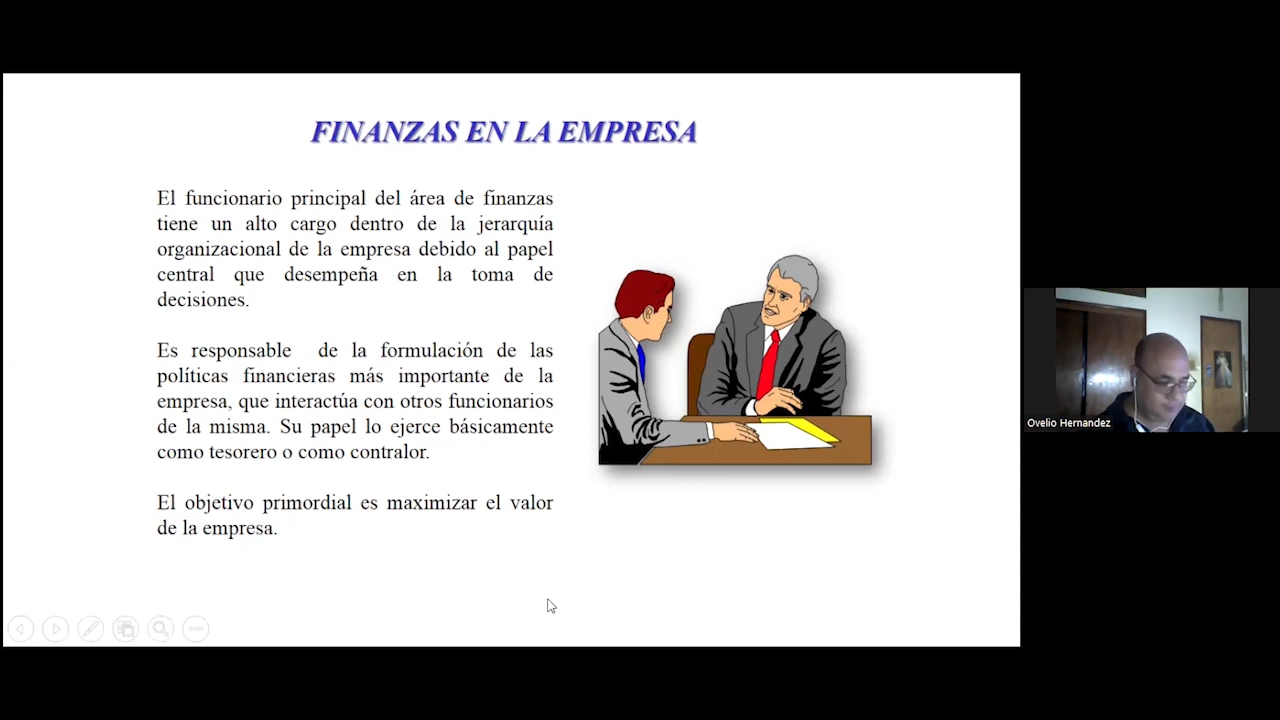 FINANZAS EN LA EMPRESA
El funcionario principal del área de finanzas
tiene un alto cargo dentro de la jerarquía
organizacional de la empresa debido al papel
central que desempeña en la toma de
decisiones.
Es responsable de la formulación de las
políticas financieras más importante de la
empresa, que interactúa con otros funcionarios
de la misma. Su papel lo ejerce básicamente
como tesorero o como contralor.
El objetivo primordial es maximizar el valor
de la empresa.
Ovelio Hernandez